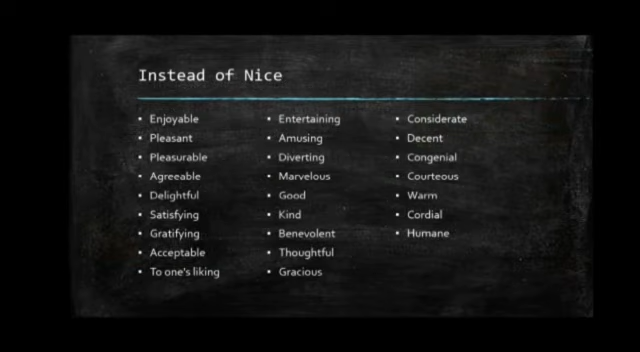 Instead of Nice
• Enjoyable
• Pleasant
• Pleasurable
• Agreeable
• Delightful
• Satisfying
• Gratifying
• Acceptable
• To one's liking
• Entertaining
• Amusing
• Diverting
• Marvelous
• Good
• Kind
• Benevolent
• Thoughtful
• Gracious
• Considerate
• Decent
• Congenial
• Courteous
• Warm
• Cordial
• Humane